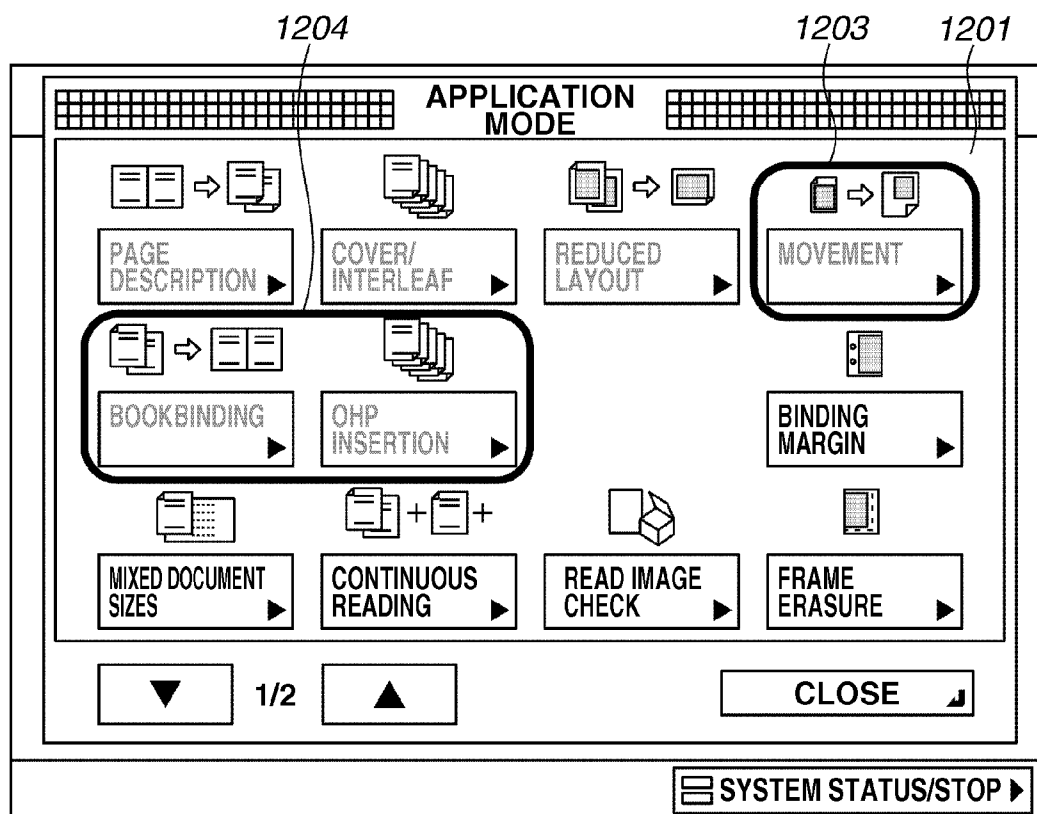 1204
1203
1201
APPLICATION
MODE
PAGE
DESCRIPTION
COVER/
INTERLEAF
REDUCED
LAYOUT
MOVEMENT
BOOKBINDING
OHP
INSERTION
BINDING
MARGIN
+
+
MIXED DOCUMENT
SIZES
CONTINUOUS
READING
READ IMAGE
CHECK
FRAME
ERASURE
1/2
CLOSE
SYSTEM STATUS/STOP